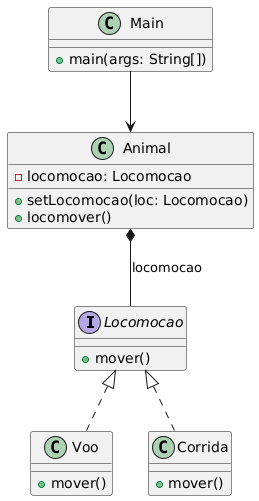 C Main
main(args: String[])
C Animal
locomocao: Locomocao
setLocomocao(loc: Locomocao)
locomover()
locomocao
I Locomocao
mover()
C Voo
C Corrida
mover()
mover()